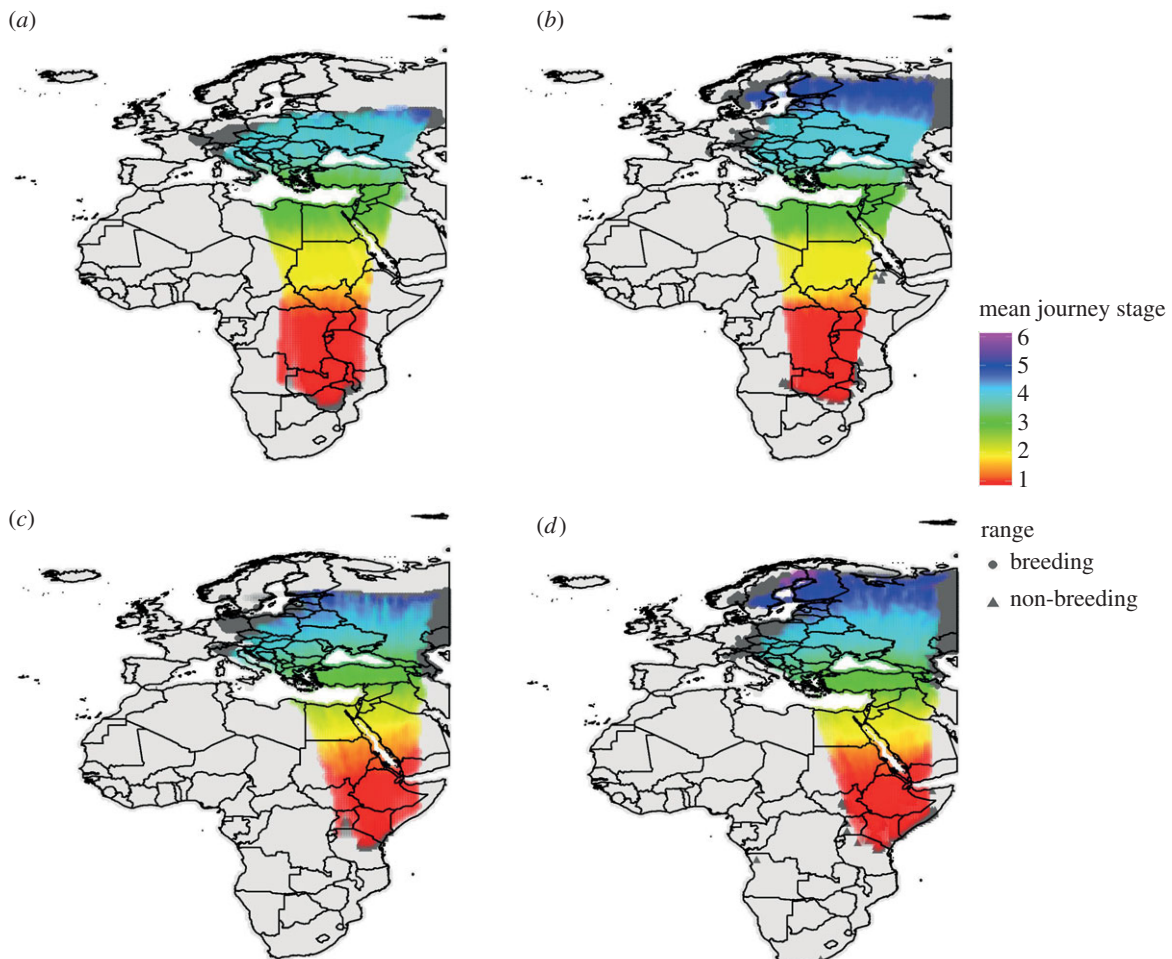 (a)
(b)
mean journey stage
6
5
4
3
2
1
(c)
(d)
range
breeding
non-breeding